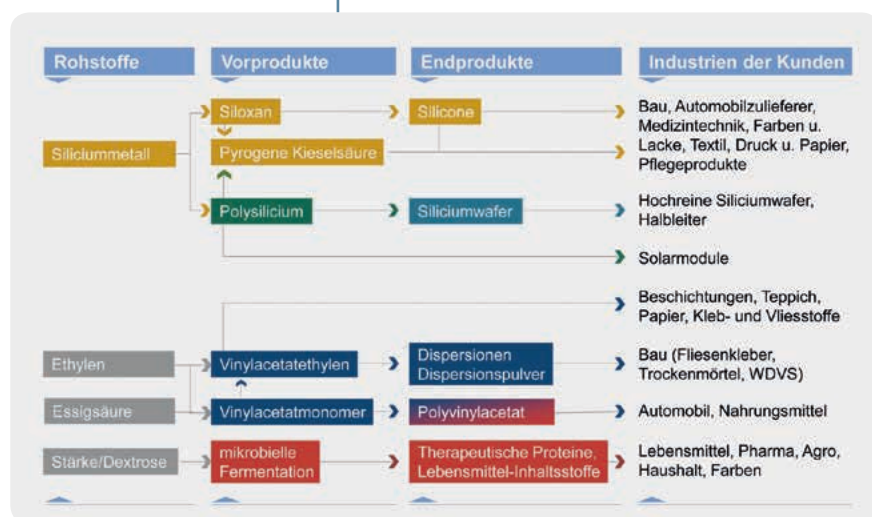 Rohstoffe
Vorprodukte
Endprodukte
Industrien der Kunden
Siliciummetall
Siloxan
Pyrogene Kieselsäure
Polysilicium
Silicone
Siliciumwafer
Bau, Automobilzulieferer,
Medizintechnik, Farben u.
Lacke, Textil, Druck u. Papier,
Pflegeprodukte
Hochreine Siliciumwafer,
Halbleiter
Solarmodule
Beschichtungen, Teppich,
Papier, Kleb- und Vliesstoffe
Ethylen
Vinylacetatethylen
Dispersionen
Dispersionspulver
Bau (Fliesenkleber,
Trockenmörtel, WDVS)
Essigsäure
Vinylacetatmonomer
Polyvinylacetat
Automobil, Nahrungsmittel
Stärke/Dextrose
mikrobielle
Fermentation
Therapeutische Proteine,
Lebensmittel-Inhaltsstoffe
Lebensmittel, Pharma, Agro,
Haushalt, Farben